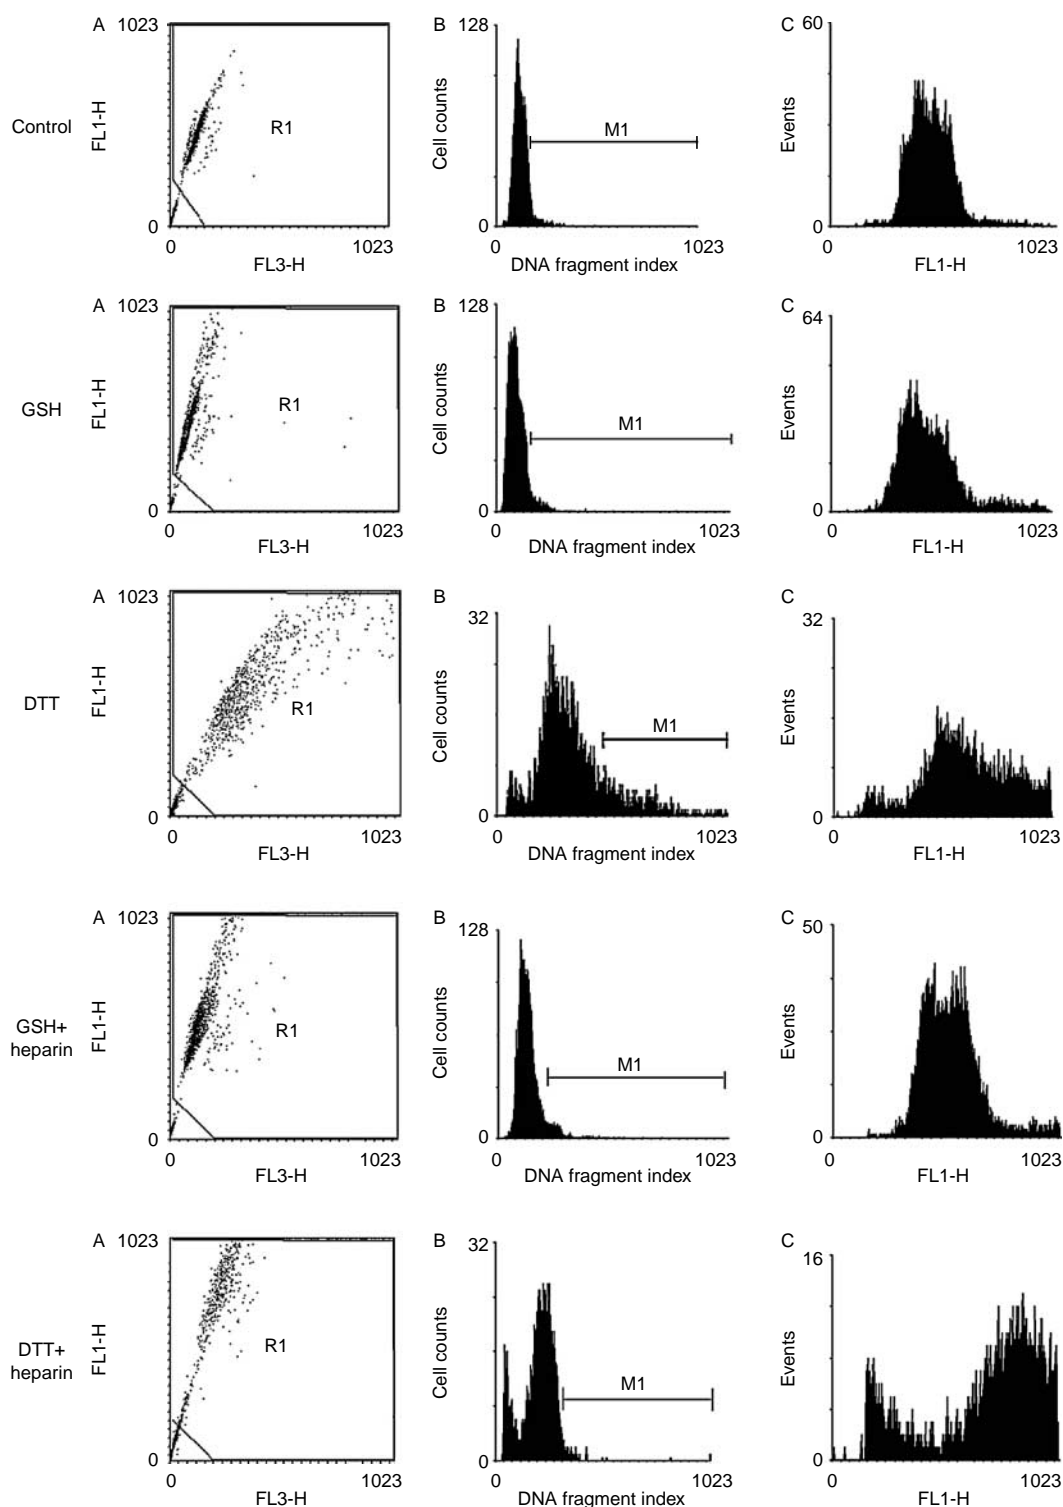 A 1023 B 128 C 60
Control FL1-H R1 Cell counts M1 Events
0 0 0
0 1023 0 1023 0 1023
FL3-H DNA fragment index FL1-H
A 1023 B 128 C 64
GSH FL1-H R1 Cell counts M1 Events
0 0 0
0 1023 0 1023 0 1023
FL3-H DNA fragment index FL1-H
A 1023 B 32 C 32
DTT FL1-H R1 Cell counts M1 Events
0 0 0
0 1023 0 1023 0 1023
FL3-H DNA fragment index FL1-H
A 1023 B 128 C 50
GSH+
heparin FL1-H R1 Cell counts M1 Events
0 0 0
0 1023 0 1023 0 1023
FL3-H DNA fragment index FL1-H
A 1023 B 32 C 16
DTT+
heparin FL1-H R1 Cell counts M1 Events
0 0 0
0 1023 0 1023 0 1023
FL3-H DNA fragment index FL1-H